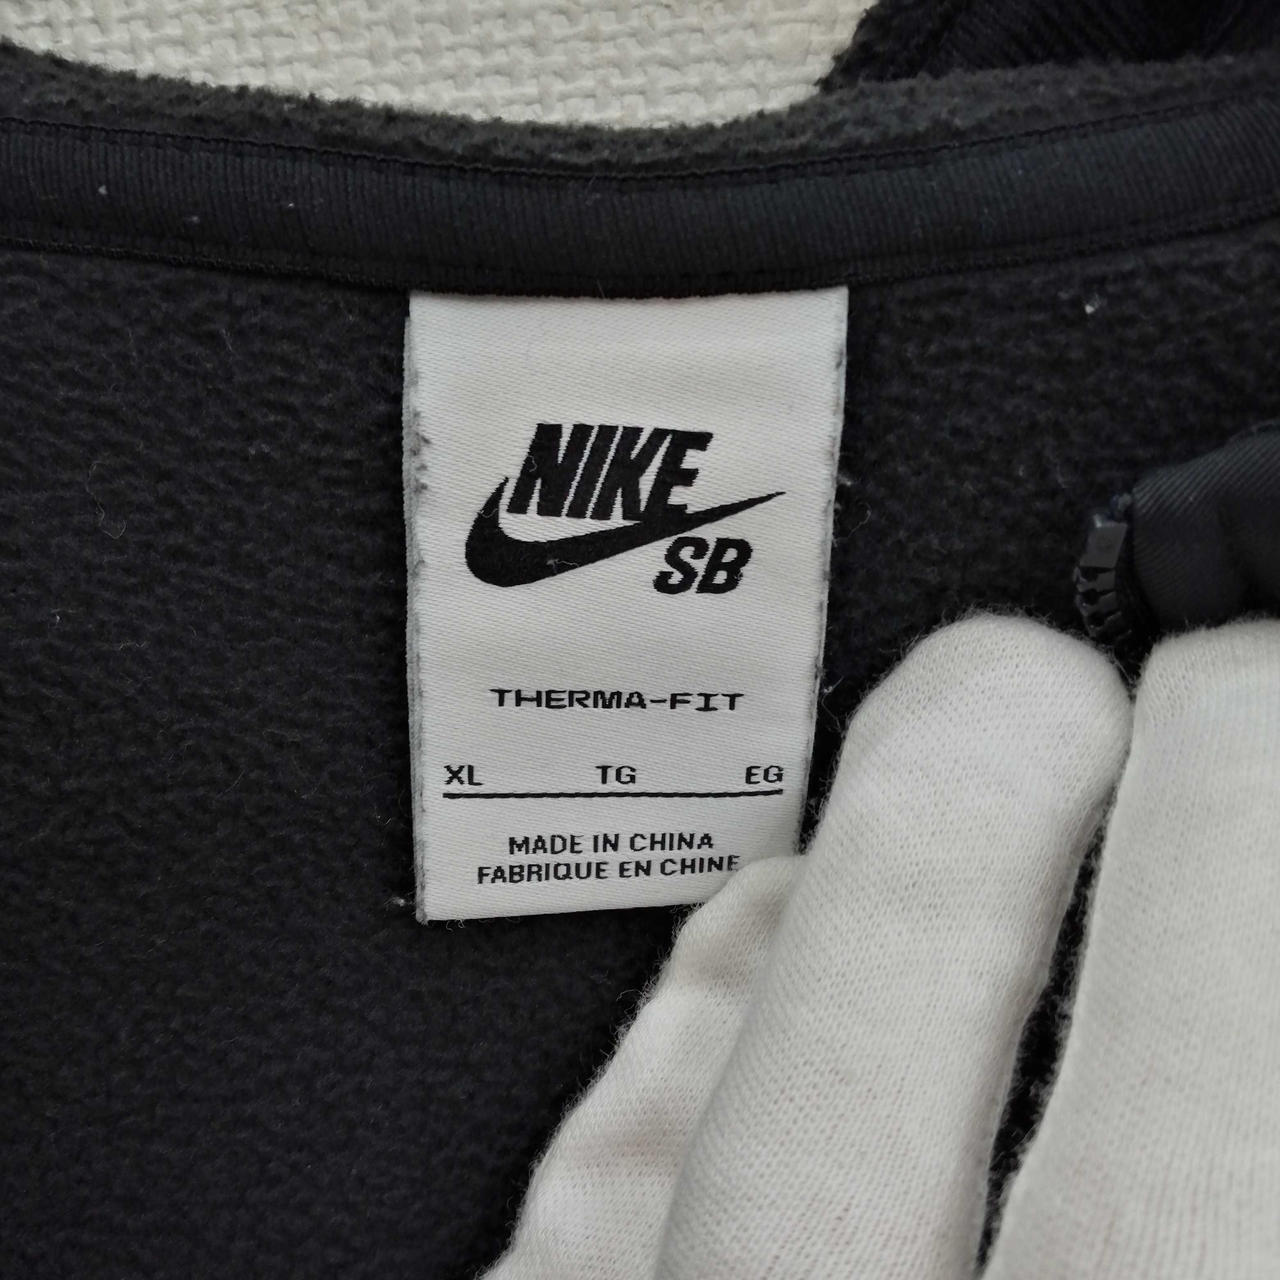 NIKE
SB
THERMA-FIT
XL TG EG
MADE IN CHINA
FABRIQUE EN CHINE